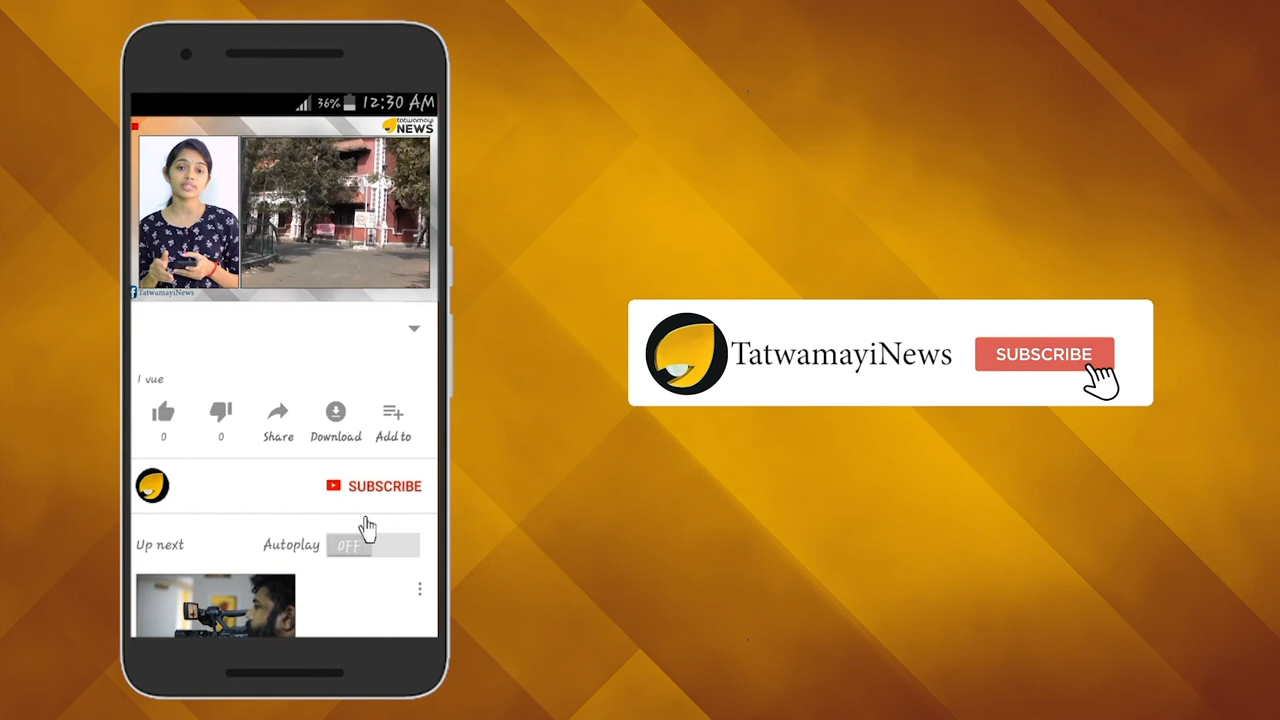 36%
12:30 AM
tatwamayi
NEWS
TatwamayiNews
1 vue
0
0
Share
Download
Add to
SUBSCRIBE
Up next
Autoplay
OFF
TatwamayiNews
SUBSCRIBE